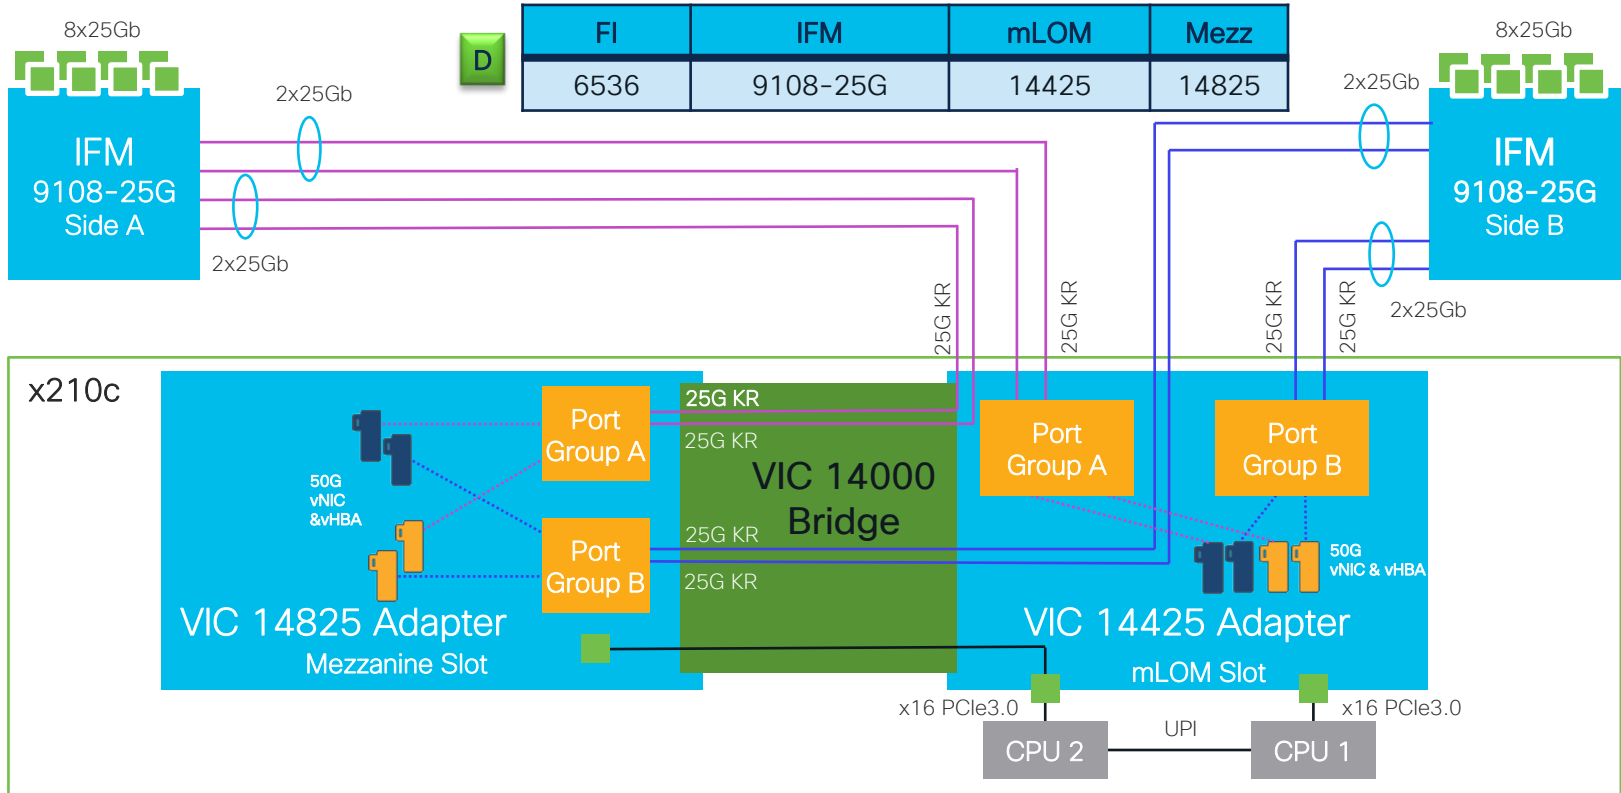 8x25Gb
D
FI IFM mLOM Mezz
6536 9108-25G 14425 14825
8x25Gb
2x25Gb
2x25Gb
IFM
9108-25G
Side A
IFM
9108-25G
Side B
2x25Gb
2x25Gb
25G KR
25G KR
25G KR
25G KR
x210c
Port
Group A
25G KR
25G KR
VIC 14000
Bridge
Port
Group A
Port
Group B
50G
vNIC
&vHBA
Port
Group B
25G KR
25G KR
50G
vNIC & vHBA
VIC 14825 Adapter
Mezzanine Slot
VIC 14425 Adapter
mLOM Slot
x16 PCIe3.0
x16 PCIe3.0
CPU 2
UPI
CPU 1